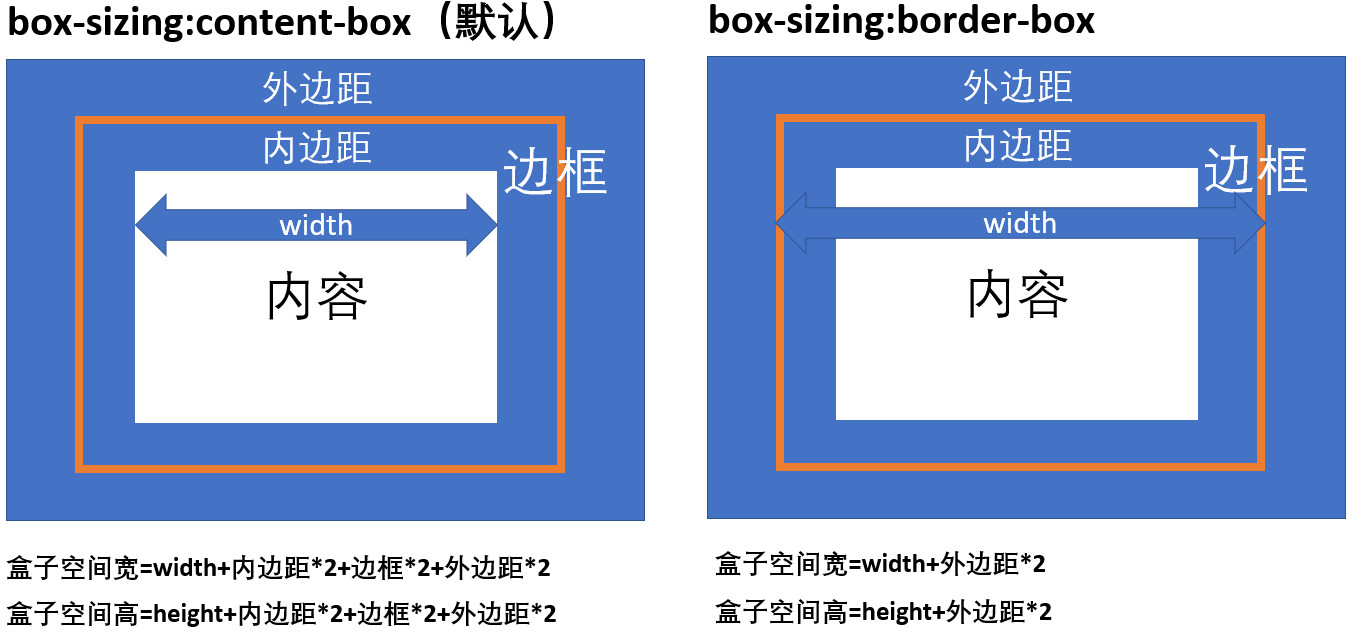 box-sizing:content-box（默认）
外边距
内边距
边框
width
内容
盒子空间宽=width+内边距*2+边框*2+外边距*2
盒子空间高=height+内边距*2+边框*2+外边距*2
box-sizing:border-box
外边距
内边距
边框
width
内容
盒子空间宽=width+外边距*2
盒子空间高=height+外边距*2